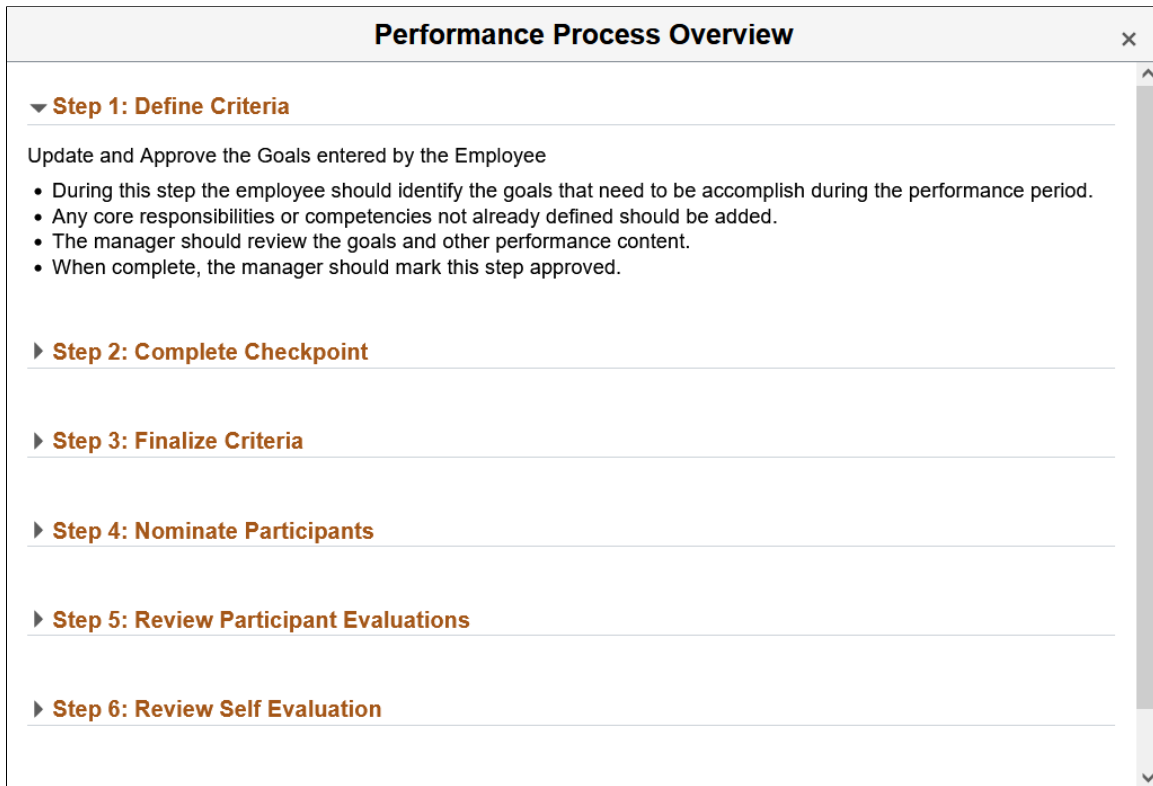 Performance Process Overview
Step 1: Define Criteria
Update and Approve the Goals entered by the Employee
• During this step the employee should identify the goals that need to be accomplish during the performance period.
• Any core responsibilities or competencies not already defined should be added.
• The manager should review the goals and other performance content.
• When complete, the manager should mark this step approved.
Step 2: Complete Checkpoint
Step 3: Finalize Criteria
Step 4: Nominate Participants
Step 5: Review Participant Evaluations
Step 6: Review Self Evaluation